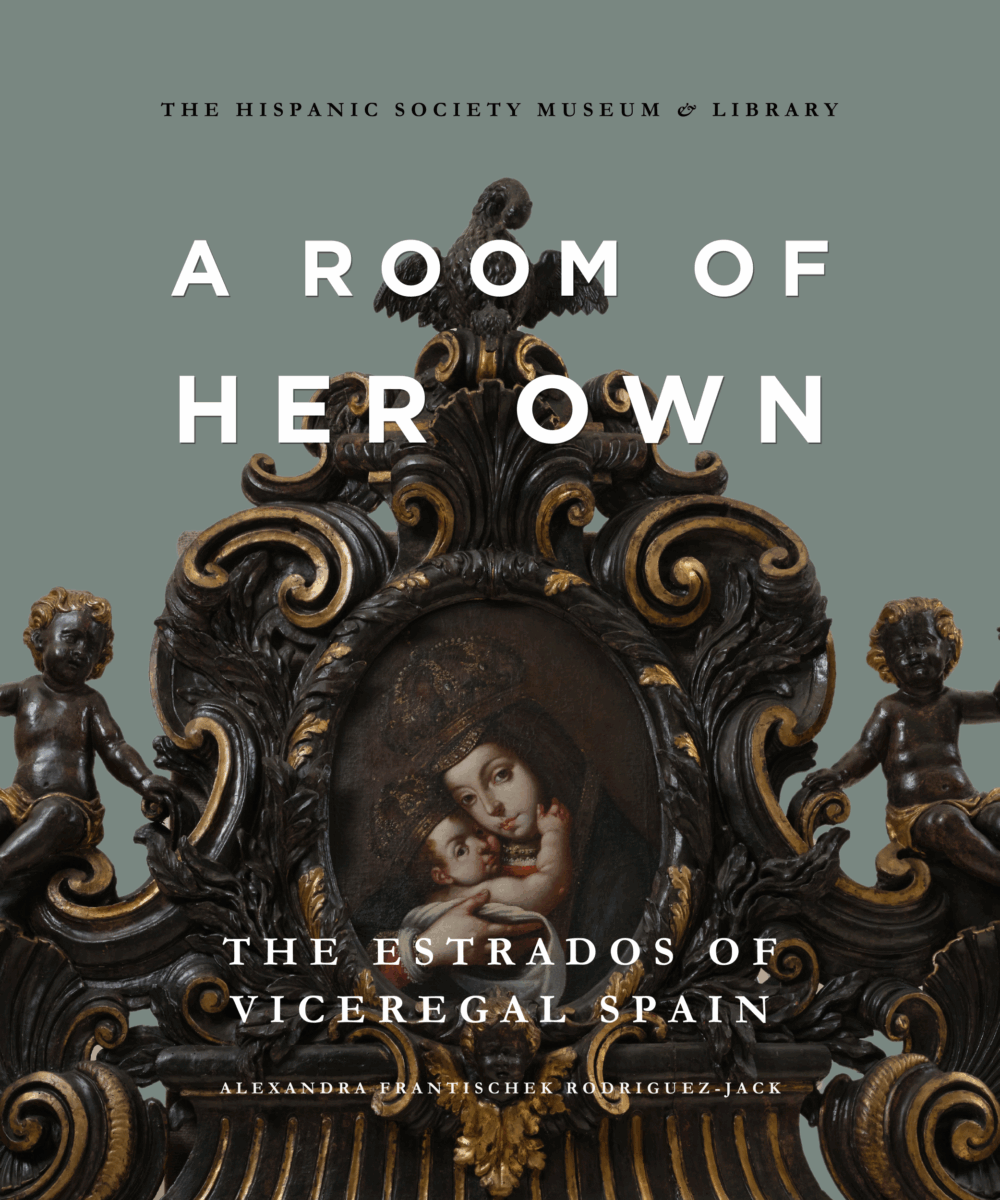 THE HISPANIC SOCIETY MUSEUM & LIBRARY
A ROOM OF
HER OWN
THE ESTRADOS OF
VICEREGAL SPAIN
ALEXANDRA FRANTISCHEK RODRIGUEZ-JACK